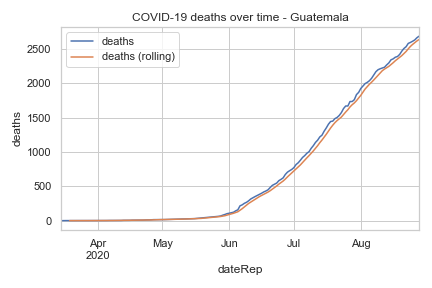 COVID-19 deaths over time - Guatemala
deaths
deaths (rolling)
deaths
2500
2000
1500
1000
500
0
Apr
2020
May
Jun
Jul
Aug
dateRep